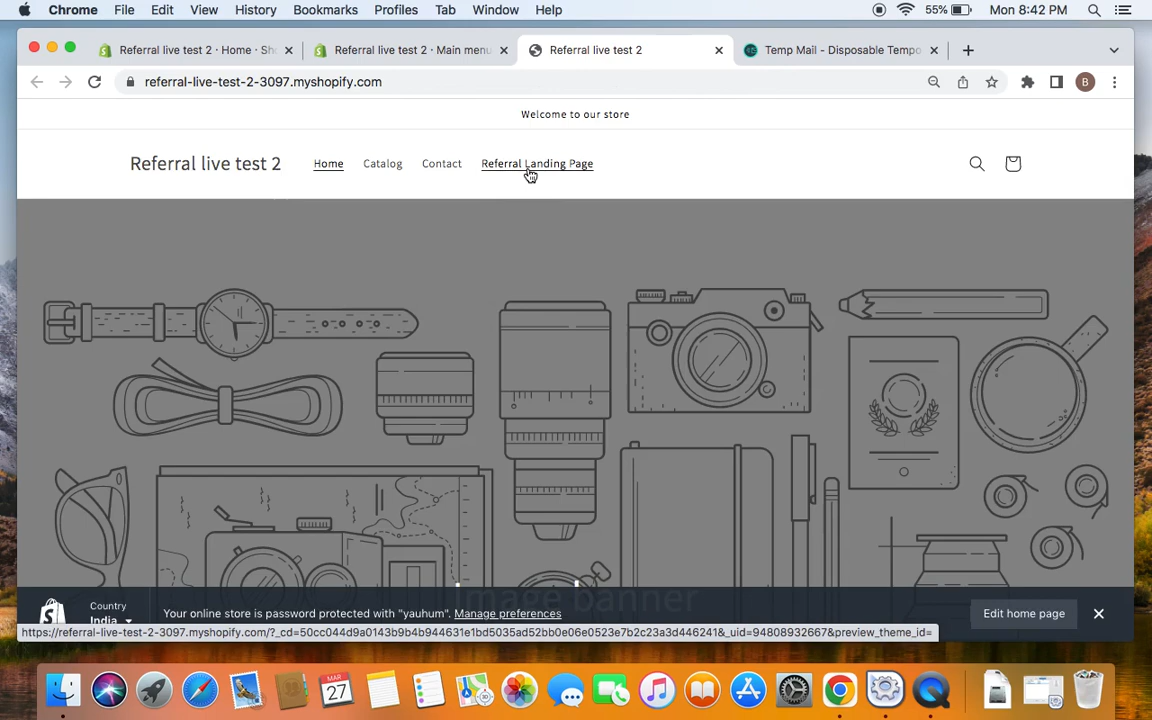 Chrome File Edit View History Bookmarks Profiles Tab Window Help 55% Mon 8:42 PM
Referral live test 2 · Home · Sh
Referral live test 2 · Main menu
Referral live test 2
Temp Mail - Disposable Tempo
referral-live-test-2-3097.myshopify.com
B
Welcome to our store
Referral live test 2
Home Catalog Contact Referral Landing Page
Image banner
Country
India
Your online store is password protected with "yauhum". Manage preferences
Edit home page
https://referral-live-test-2-3097.myshopify.com/?_cd=50cc044d9a0143b9b4b944631e1bd5035ad52bb0e06e0523e7b2c23a3d446241&_uid=94808932667&preview_theme_id=
MAR
27